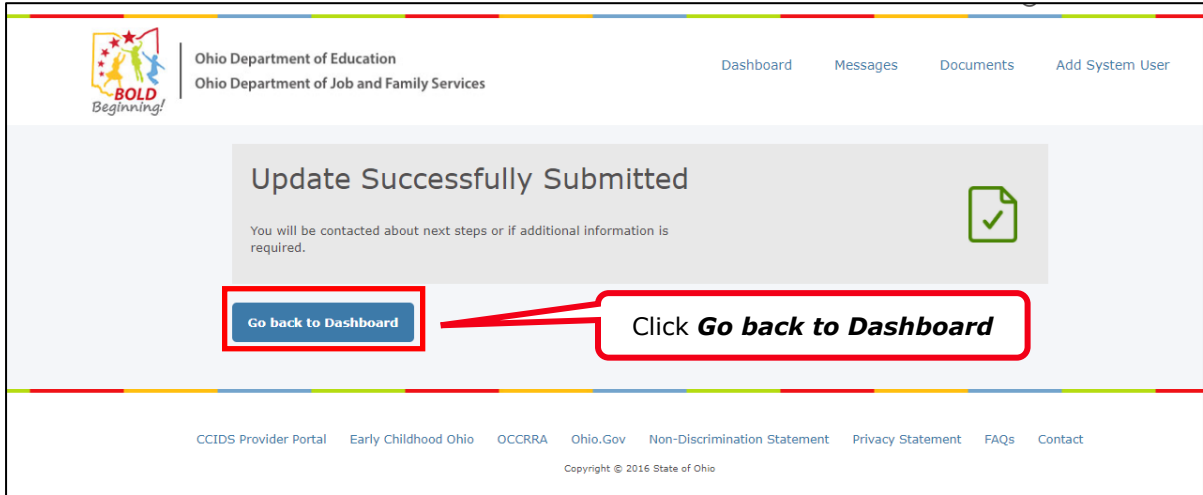 BOLD
Beginning!
Ohio Department of Education
Ohio Department of Job and Family Services
Dashboard Messages Documents Add System User
Update Successfully Submitted
You will be contacted about next steps or if additional information is
required.
Go back to Dashboard
Click Go back to Dashboard
CCIDS Provider Portal Early Childhood Ohio OCCRRA Ohio.Gov Non-Discrimination Statement Privacy Statement FAQs Contact
Copyright © 2016 State of Ohio